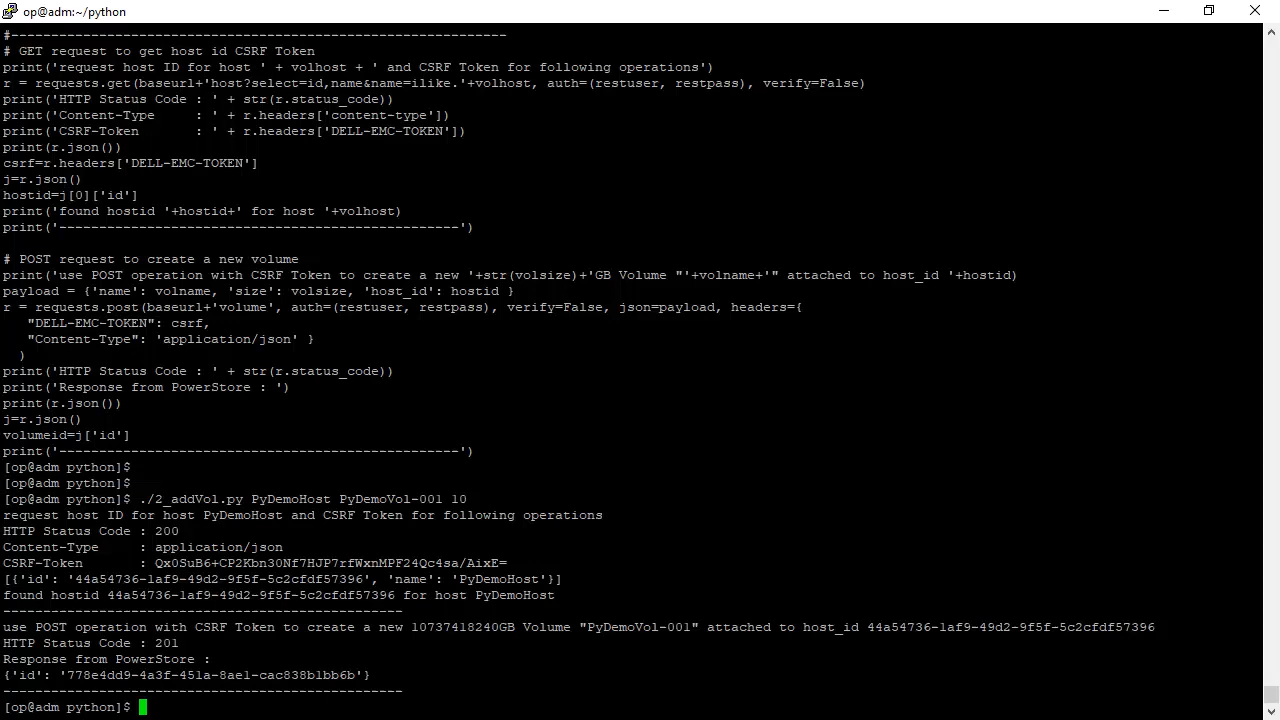 op@adm:~/python
#--------------------------------------------------------------
# GET request to get host id CSRF Token
print('request host ID for host ' + volhost + ' and CSRF Token for following operations')
r = requests.get(baseurl+'host?select=id,name&name=ilike.'+volhost, auth=(restuser, restpass), verify=False)
print('HTTP Status Code : ' + str(r.status_code))
print('Content-Type     : ' + r.headers['content-type'])
print('CSRF-Token       : ' + r.headers['DELL-EMC-TOKEN'])
print(r.json())
csrf=r.headers['DELL-EMC-TOKEN']
j=r.json()
hostid=j[0]['id']
print('found hostid '+hostid+' for host '+volhost)
print('--------------------------------------------------')
# POST request to create a new volume
print('use POST operation with CSRF Token to create a new '+str(volsize)+'GB Volume "'+volname+'" attached to host_id '+hostid)
payload = {'name': volname, 'size': volsize, 'host_id': hostid }
r = requests.post(baseurl+'volume', auth=(restuser, restpass), verify=False, json=payload, headers={
   "DELL-EMC-TOKEN": csrf,
   "Content-Type": 'application/json' }
  )
print('HTTP Status Code : ' + str(r.status_code))
print('Response from PowerStore : ')
print(r.json())
j=r.json()
volumeid=j['id']
print('--------------------------------------------------')
[op@adm python]$
[op@adm python]$
[op@adm python]$ ./2_addVol.py PyDemoHost PyDemoVol-001 10
request host ID for host PyDemoHost and CSRF Token for following operations
HTTP Status Code : 200
Content-Type     : application/json
CSRF-Token       : Qx0SuB6+CP2Kbn30Nf7HJP7rfWxnMPF24Qc4sa/AixE=
[{'id': '44a54736-1af9-49d2-9f5f-5c2cfdf57396', 'name': 'PyDemoHost'}]
found hostid 44a54736-1af9-49d2-9f5f-5c2cfdf57396 for host PyDemoHost
--------------------------------------------------
use POST operation with CSRF Token to create a new 10737418240GB Volume "PyDemoVol-001" attached to host_id 44a54736-1af9-49d2-9f5f-5c2cfdf57396
HTTP Status Code : 201
Response from PowerStore :
{'id': '778e4dd9-4a3f-451a-8ae1-cac838b1bb6b'}
--------------------------------------------------
[op@adm python]$